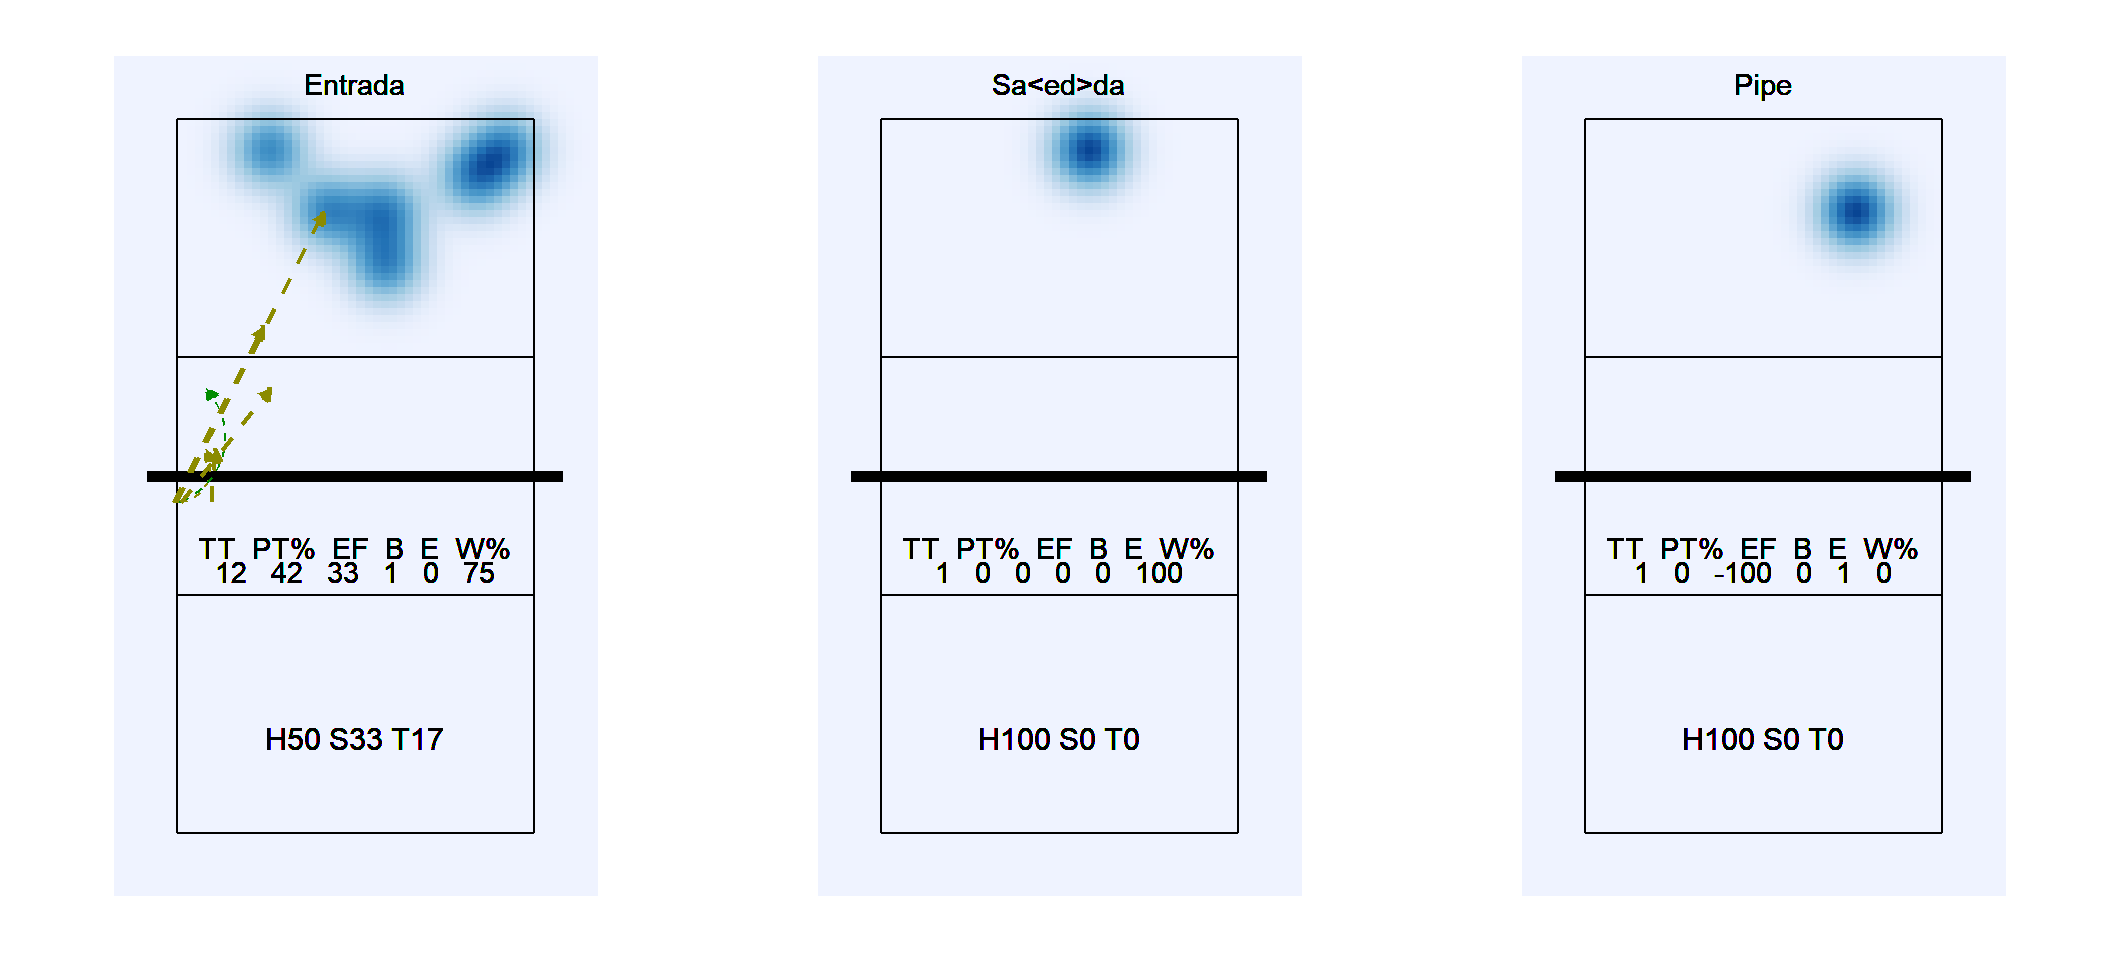 Entrada
TT PT% EF B E W%
12 42 33 1 0 75
H50 S33 T17
Sa<ed>da
TT PT% EF B E W%
1 0 0 0 0 100
H100 S0 T0
Pipe
TT PT% EF B E W%
1 0 -100 0 1 0
H100 S0 T0